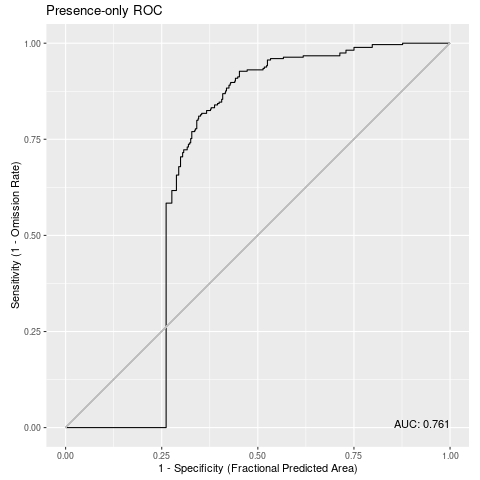 Presence-only ROC
1.00
0.75
0.50
0.25
0.00
Sensitivity (1 - Omission Rate)
AUC: 0.761
0.00 0.25 0.50 0.75 1.00
1 - Specificity (Fractional Predicted Area)